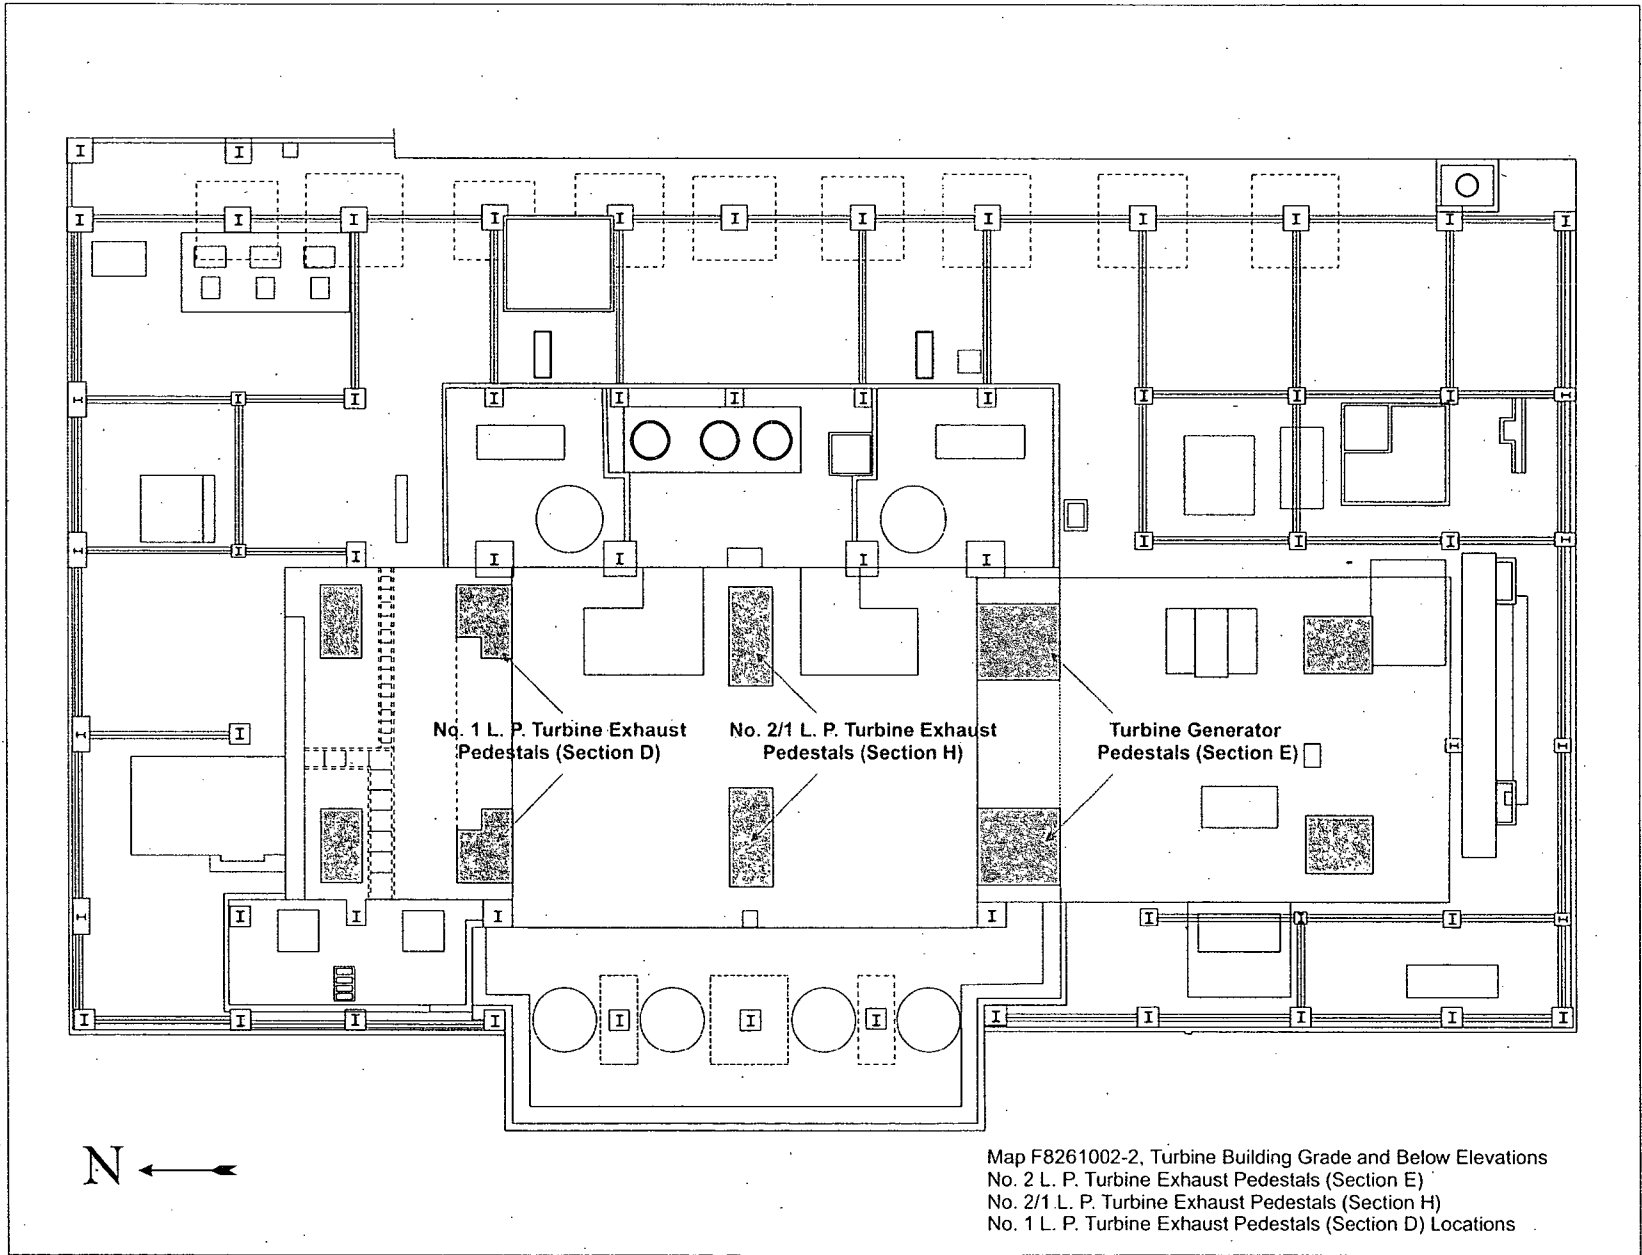 No. 1 L. P. Turbine Exhaust
Pedestals (Section D)
No. 2/1 L. P. Turbine Exhaust
Pedestals (Section H)
Turbine Generator
Pedestals (Section E)
N
Map F8261002-2, Turbine Building Grade and Below Elevations
No. 2 L. P. Turbine Exhaust Pedestals (Section E)
No. 2/1 L. P. Turbine Exhaust Pedestals (Section H)
No. 1 L. P. Turbine Exhaust Pedestals (Section D) Locations